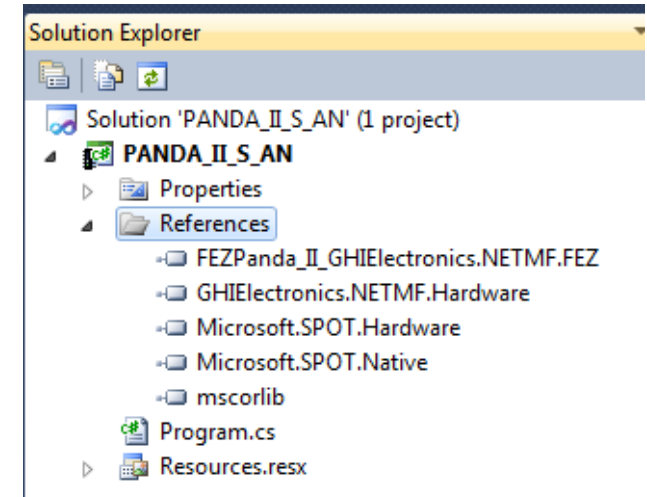 Solution Explorer
Solution 'PANDA_II_S_AN' (1 project)
PANDA_II_S_AN
Properties
References
FEZPanda_II_GHIElectronics.NETMF.FEZ
GHIElectronics.NETMF.Hardware
Microsoft.SPOT.Hardware
Microsoft.SPOT.Native
mscorlib
Program.cs
Resources.resx